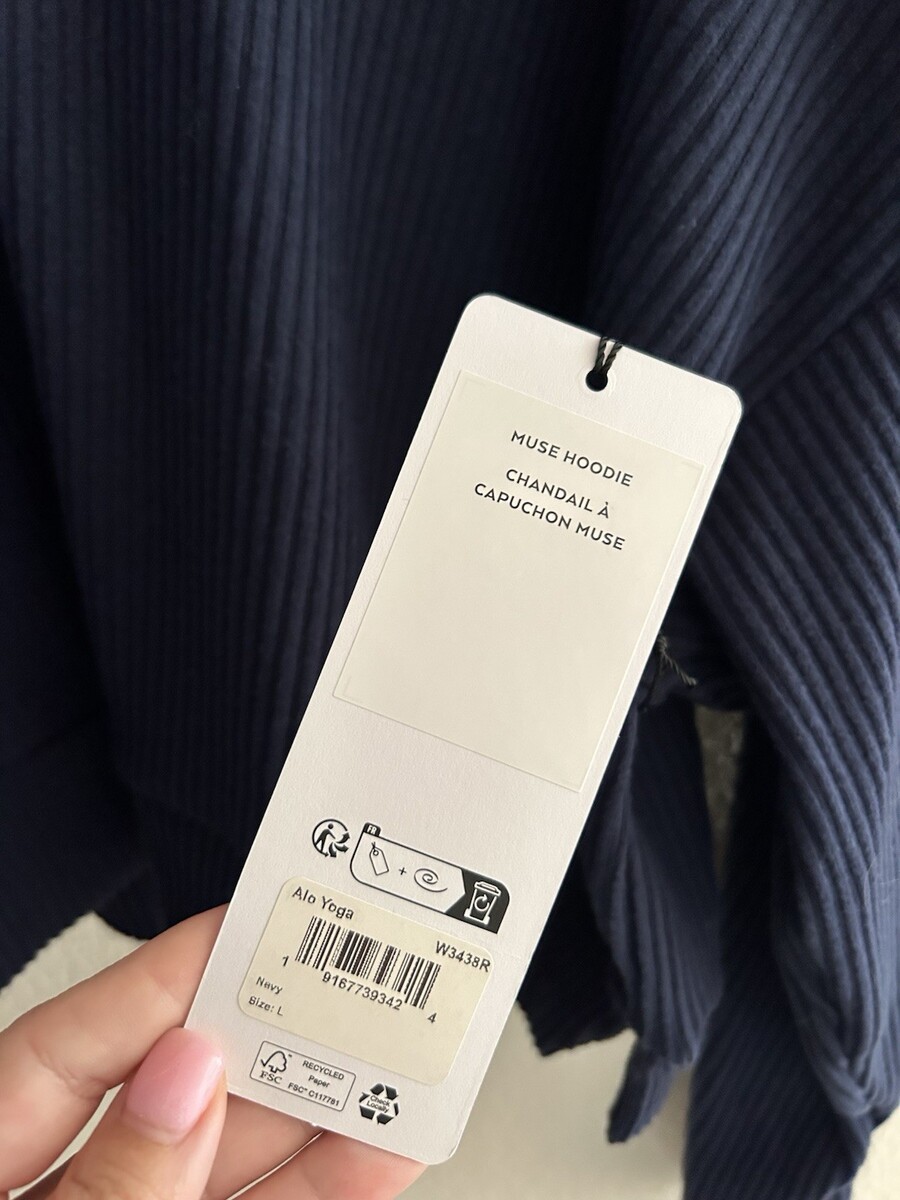 MUSE HOODIE
CHANDAIL À
CAPUCHON MUSE
FR
+
Alo Yoga
W3438R
1 9167739342 4
Navy
Size: L
FSC™
RECYCLED
Paper
FSC® C117781
Check
Locally